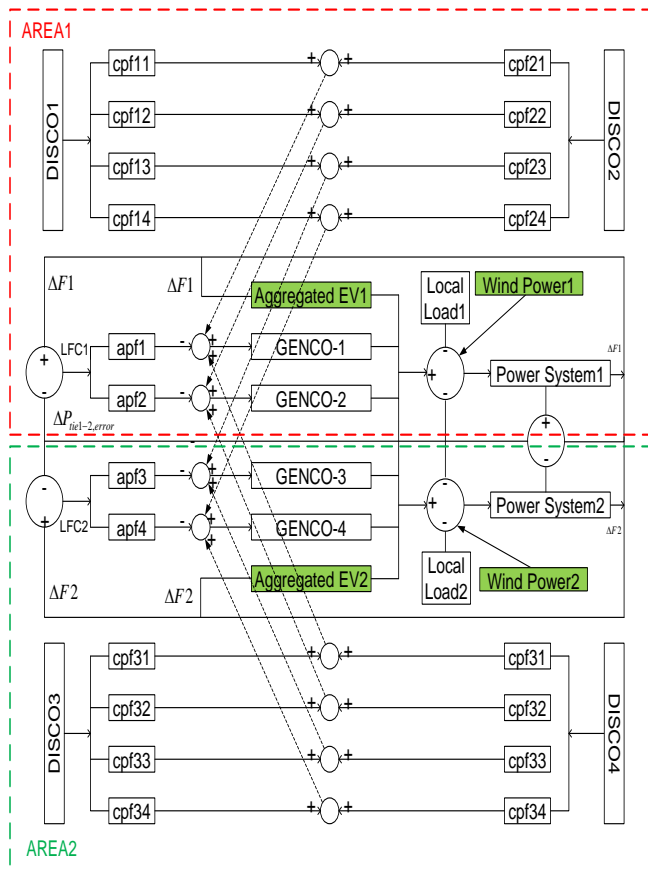 AREA1
cpf11 + + cpf21
DISCO1
DISCO2
cpf12 + + cpf22
cpf13 + + cpf23
cpf14 + + cpf24
ΔF1
ΔF1
Aggregated EV1
Local Load1
Wind Power1
LFC1
+
-
apf1
-
+
+
GENCO-1
-
+
-
Power System1
ΔF1
apf2
-
+
+
GENCO-2
ΔP tie1-2,error
-
+
-
-
+
LFC2
apf3
-
+
+
GENCO-3
+
-
-
Power System2
ΔF2
apf4
-
+
+
GENCO-4
Local Load2
Wind Power2
ΔF2
ΔF2
Aggregated EV2
cpf31 + + cpf31
DISCO3
DISCO4
cpf32 + + cpf32
cpf33 + + cpf33
cpf34 + + cpf34
AREA2